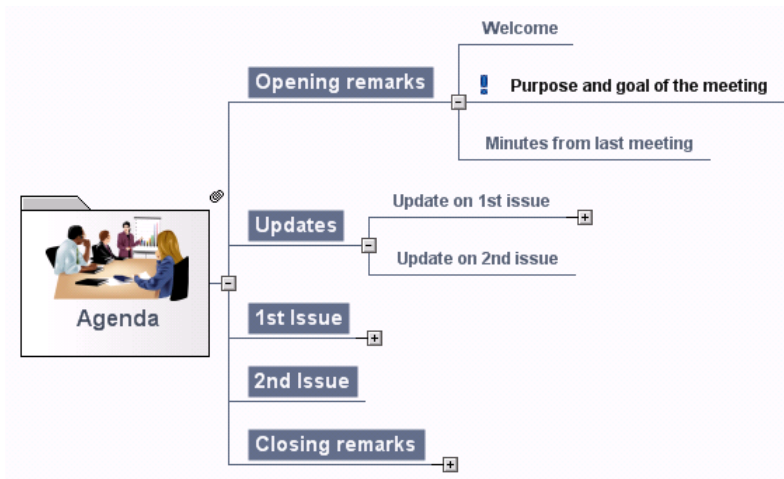 Welcome
Opening remarks
Purpose and goal of the meeting
Minutes from last meeting
Update on 1st issue
Updates
Update on 2nd issue
Agenda
1st Issue
2nd Issue
Closing remarks